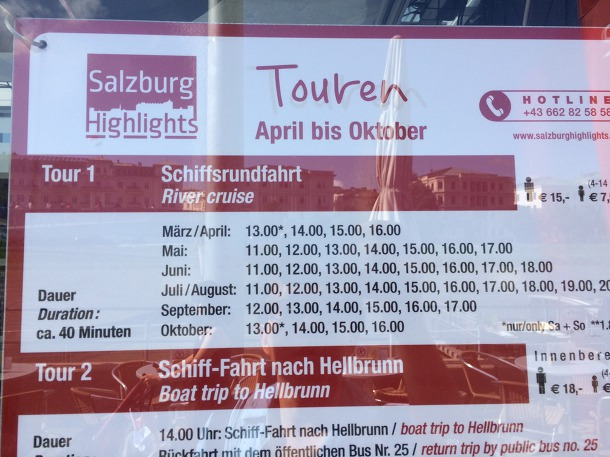 Salzburg
Highlights
Touren
April bis Oktober
HOTLINE
+43 662 82 58 58
www.salzburghighlights.
Tour 1 Schiffsrundfahrt
River cruise
(4-14
€ 15,- € 7,
März/April: 13.00*, 14.00, 15.00, 16.00
Mai: 11.00, 12.00, 13.00, 14.00, 15.00, 16.00, 17.00
Juni: 11.00, 12.00, 13.00, 14.00, 15.00, 16.00, 17.00, 18.00
Juli/August: 11.00, 12.00, 13.00, 14.00, 15.00, 16.00, 17.00, 18.00, 19.00, 20
September: 12.00, 13.00, 14.00, 15.00, 16.00, 17.00
Oktober: 13.00*, 14.00, 15.00, 16.00
Dauer
Duration:
ca. 40 Minuten
*nur/only Sa + So **1.8
Tour 2 Schiff-Fahrt nach Hellbrunn
Boat trip to Hellbrunn
Innenbere
(4
€ 18,- €
Dauer 14.00 Uhr: Schiff-Fahrt nach Hellbrunn / boat trip to Hellbrunn
Rückfahrt mit dem öffentlichen Bus Nr. 25 / return trip by public bus no. 25